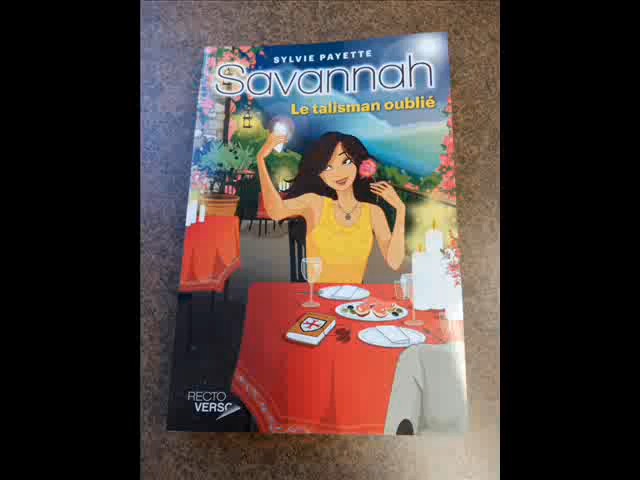 SYLVIE PAYETTE
Savannah
Le talisman oublié
RECTO
VERSO